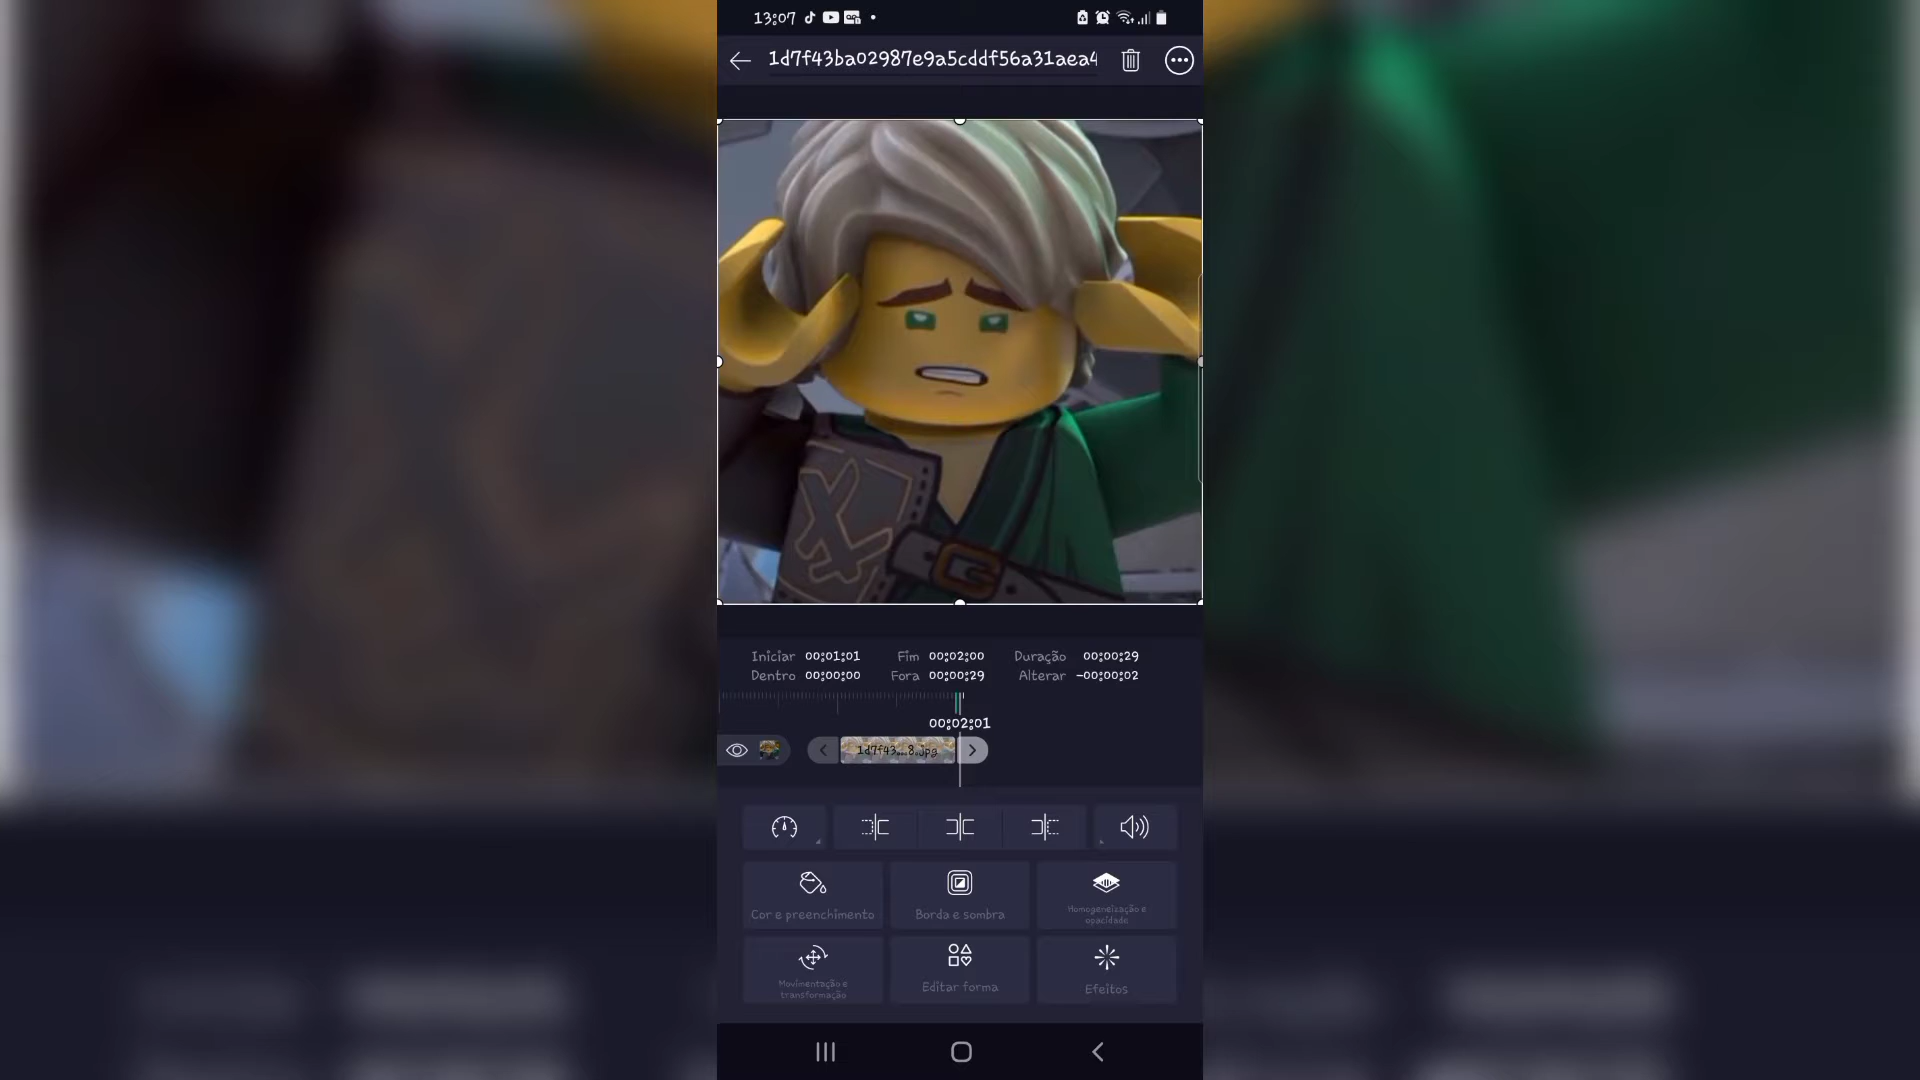 13:07
1d7f43ba02987e9a5cddf56a31aea4
Iniciar 00:01:01 Fim 00:02:00 Duração 00:00:29
Dentro 00:00:00 Fora 00:00:29 Alterar -00:00:02
00:02:01
1d7f43...8.jpg
Cor e preenchimento
Borda e sombra
Homogeneização e
opacidade
Movimentação e
transformação
Editar forma
Efeitos